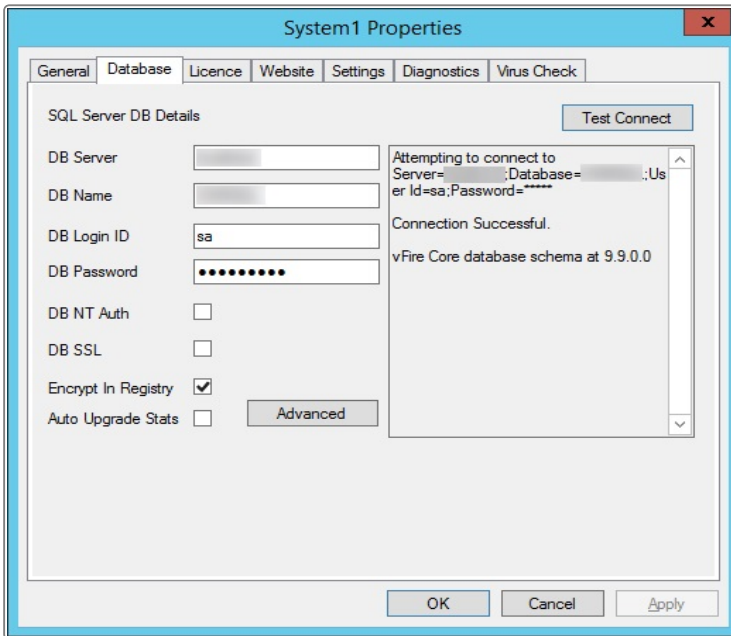 System1 Properties
x
General Database Licence Website Settings Diagnostics Virus Check
SQL Server DB Details
Test Connect
DB Server
DB Name
DB Login ID
sa
DB Password
●●●●●●●●●
DB NT Auth
DB SSL
Encrypt In Registry
Auto Upgrade Stats
Advanced
Attempting to connect to
Server= ;Database= .;Us
er Id=sa;Password=*****
Connection Successful.
vFire Core database schema at 9.9.0.0
OK
Cancel
Apply